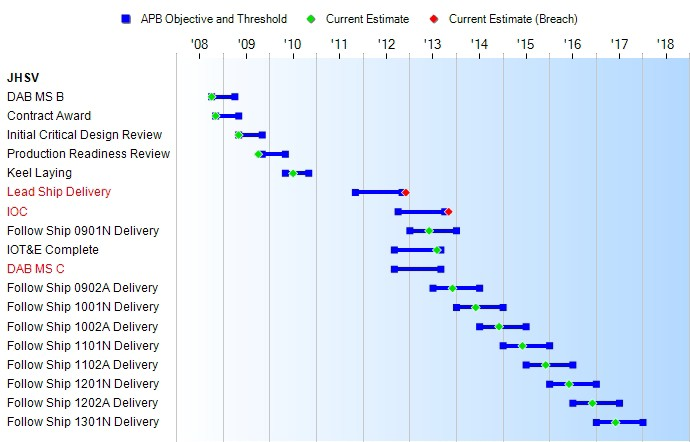 APB Objective and Threshold Current Estimate Current Estimate (Breach)
'08 '09 '10 '11 '12 '13 '14 '15 '16 '17 '18
JHSV
DAB MS B
Contract Award
Initial Critical Design Review
Production Readiness Review
Keel Laying
Lead Ship Delivery
IOC
Follow Ship 0901N Delivery
IOT&E Complete
DAB MS C
Follow Ship 0902A Delivery
Follow Ship 1001N Delivery
Follow Ship 1002A Delivery
Follow Ship 1101N Delivery
Follow Ship 1102A Delivery
Follow Ship 1201N Delivery
Follow Ship 1202A Delivery
Follow Ship 1301N Delivery